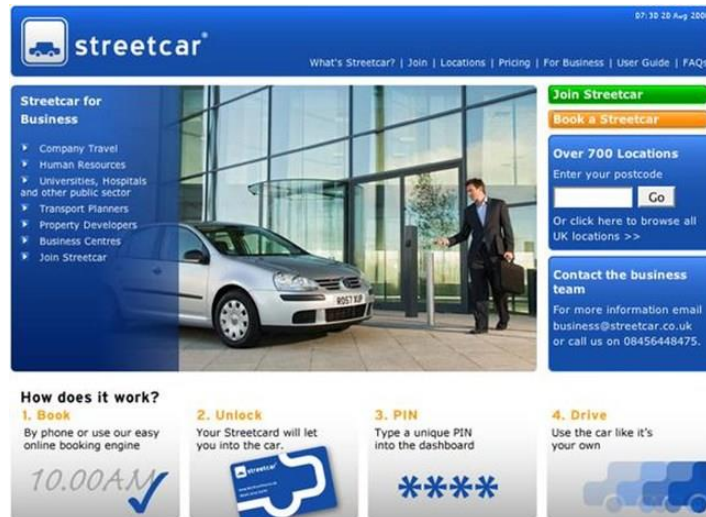 07:30 20 Aug 200
streetcar®
What's Streetcar? | Join | Locations | Pricing | For Business | User Guide | FAQs
Streetcar for
Business
Company Travel
Human Resources
Universities, Hospitals
and other public sector
Transport Planners
Property Developers
Business Centres
Join Streetcar
RO57 XUP
Join Streetcar
Book a Streetcar
Over 700 Locations
Enter your postcode
Go
Or click here to browse all
UK locations >>
Contact the business
team
For more information email
business@streetcar.co.uk
or call us on 08456448475.
How does it work?
1. Book
By phone or use our easy
online booking engine
10.00AM
2. Unlock
Your Streetcard will let
you into the car.
streetcar
3. PIN
Type a unique PIN
into the dashboard
****
4. Drive
Use the car like it's
your own